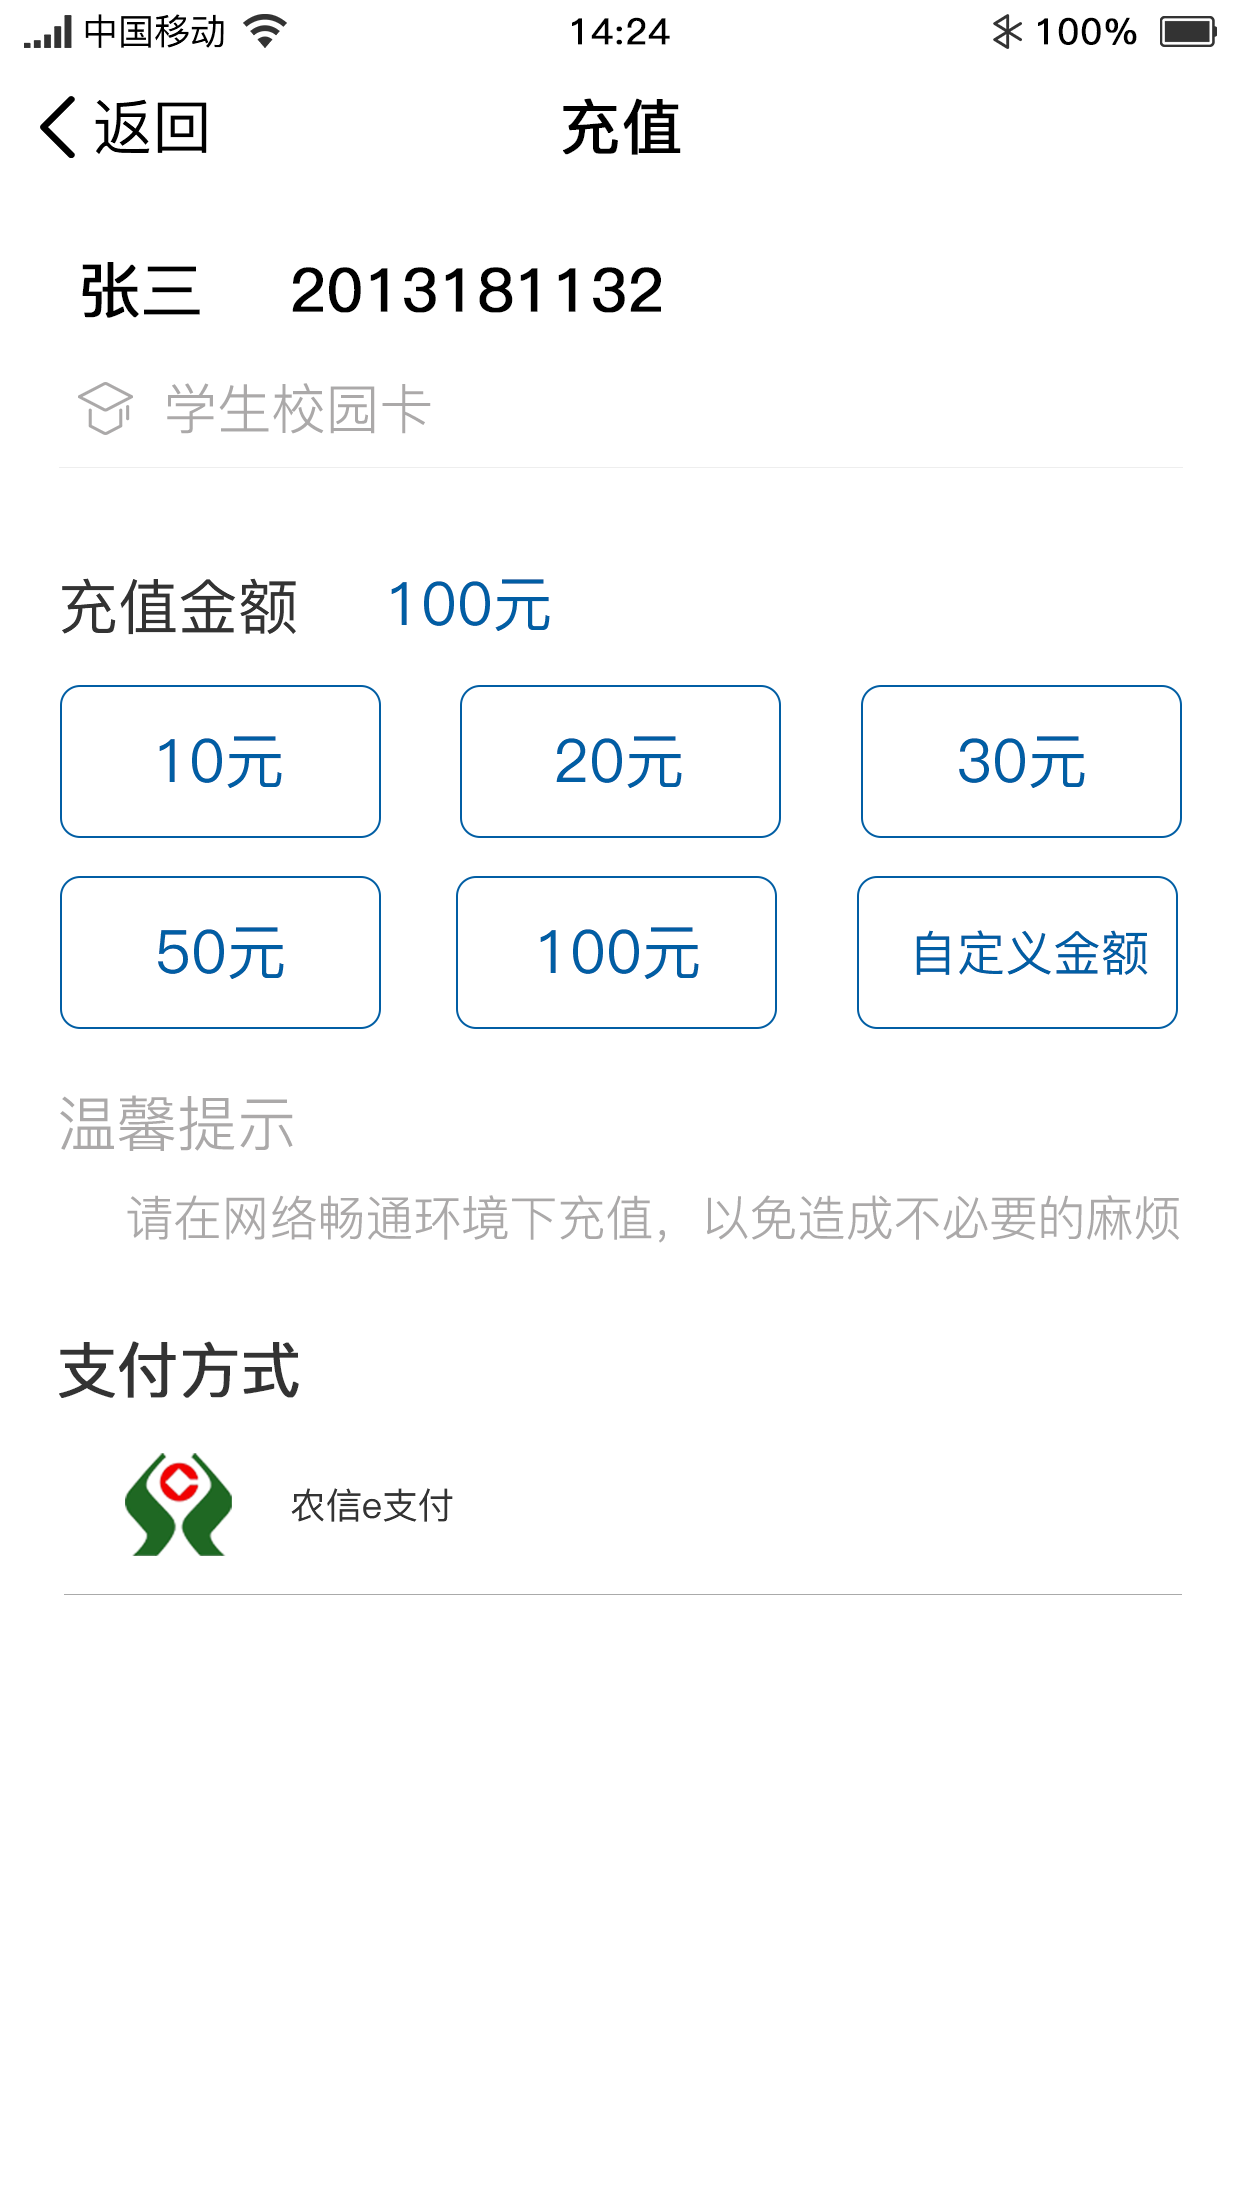 中国移动 14:24 100%
返回 充值
张三 2013181132
学生校园卡
充值金额 100元
10元 20元 30元
50元 100元 自定义金额
温馨提示
请在网络畅通环境下充值，以免造成不必要的麻烦
支付方式
农信e支付